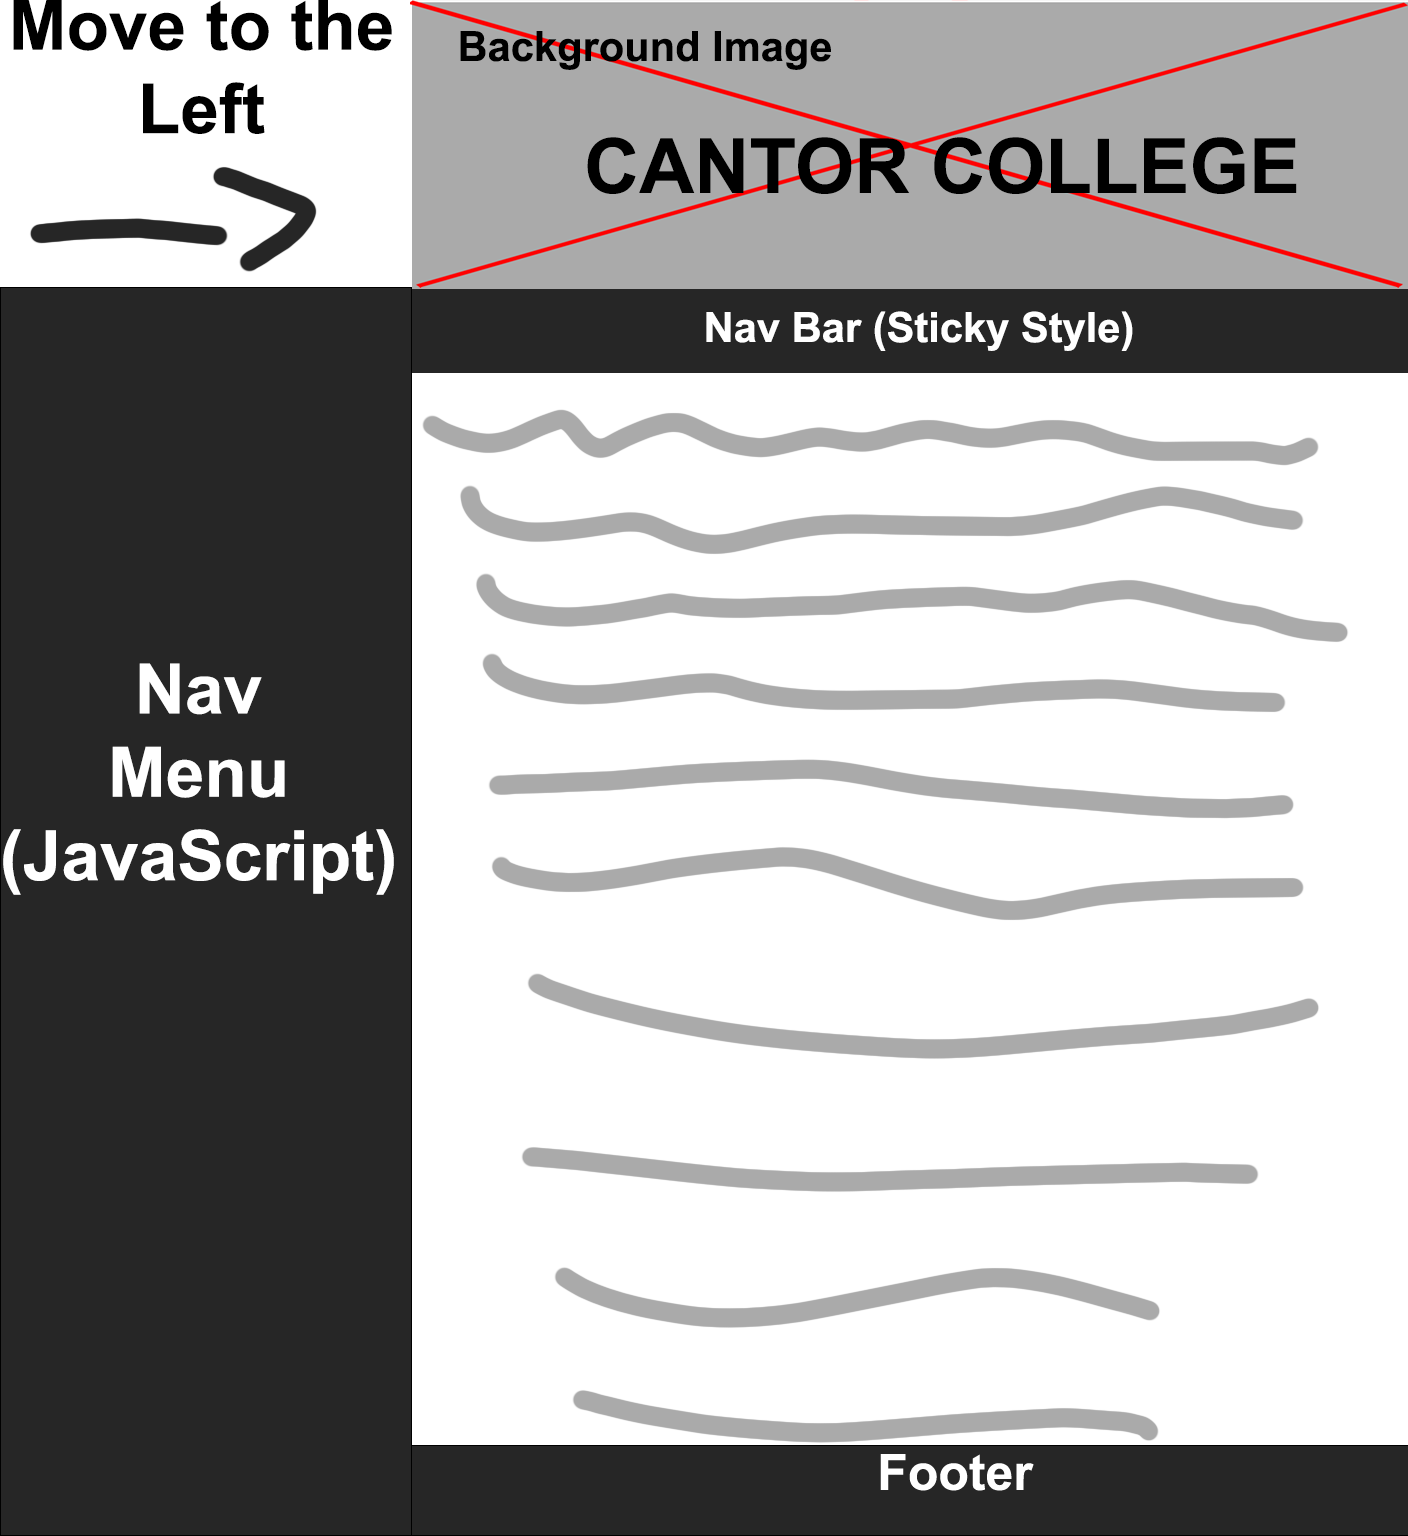 Move to the
Left
Background Image
CANTOR COLLEGE
Nav Bar (Sticky Style)
Nav
Menu
(JavaScript)
Footer